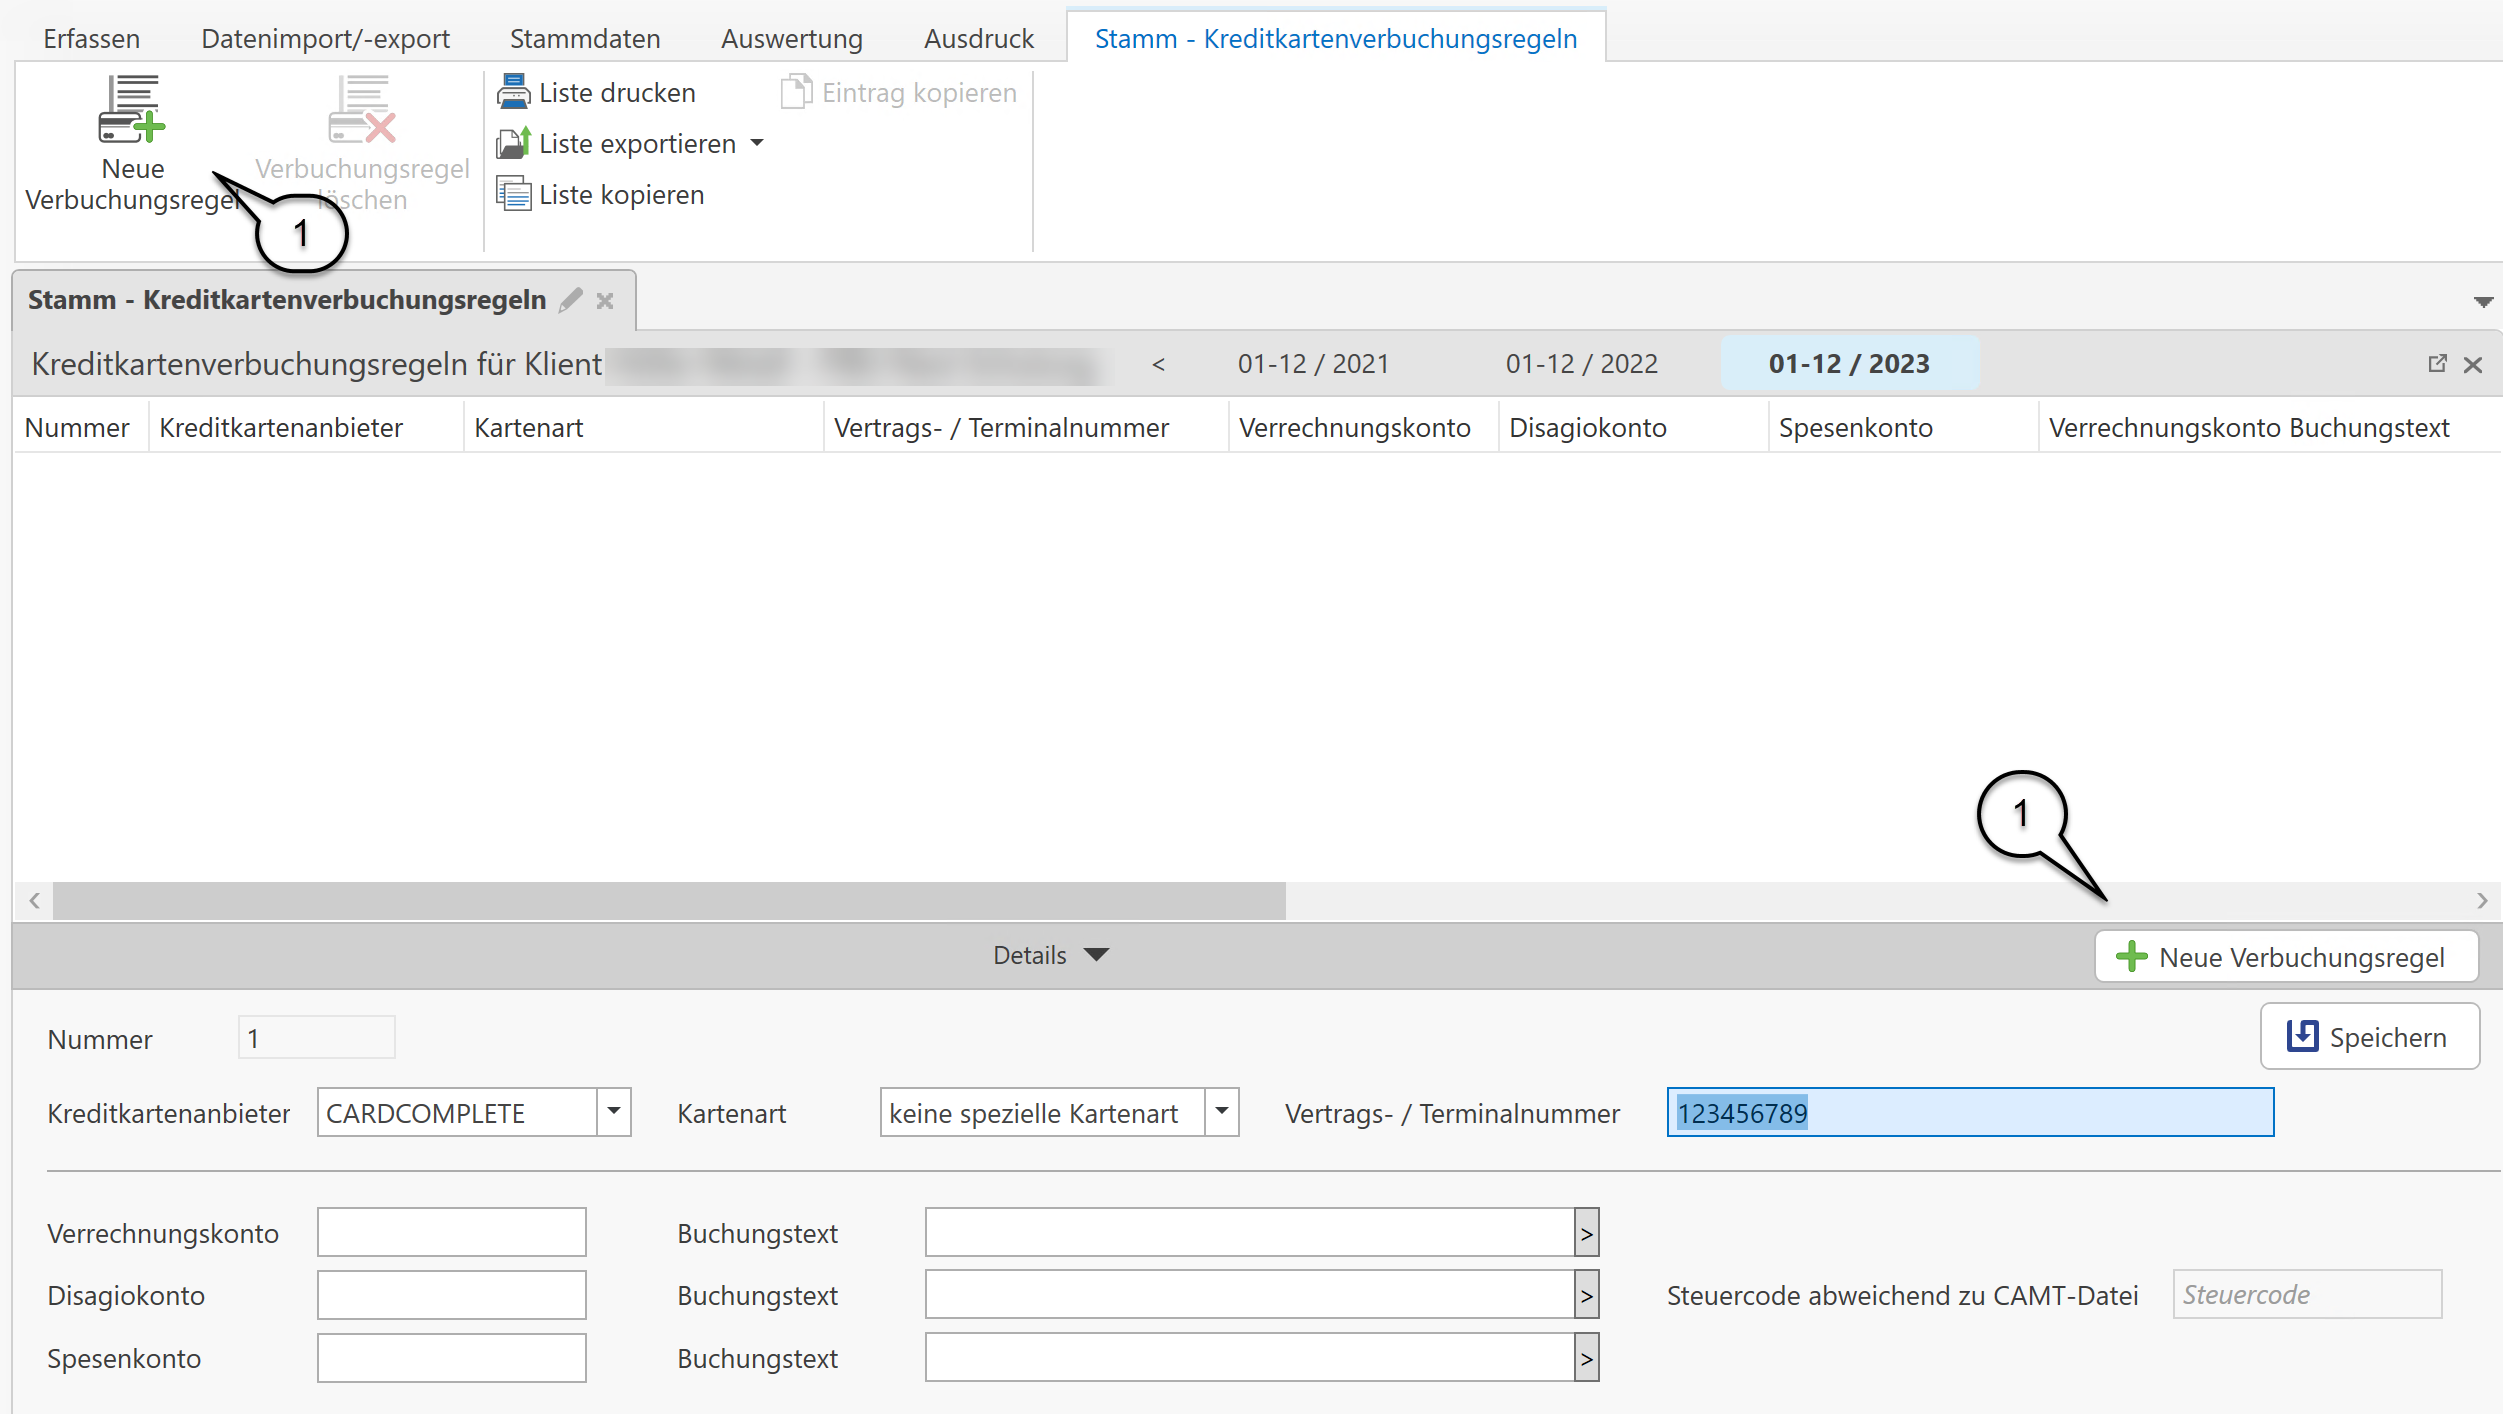 Erfassen Datenimport/-export Stammdaten Auswertung Ausdruck Stamm - Kreditkartenverbuchungsregeln
Neue Verbuchungsregel
Verbuchungsregel löschen
Liste drucken
Liste exportieren
Liste kopieren
Eintrag kopieren
1
Stamm - Kreditkartenverbuchungsregeln
Kreditkartenverbuchungsregeln für Klient < 01-12 / 2021 01-12 / 2022 01-12 / 2023
Nummer Kreditkartenanbieter Kartenart Vertrags- / Terminalnummer Verrechnungskonto Disagiokonto Spesenkonto Verrechnungskonto Buchungstext
1
Details Neue Verbuchungsregel
Nummer 1 Speichern
Kreditkartenanbieter CARDCOMPLETE Kartenart keine spezielle Kartenart Vertrags- / Terminalnummer 123456789
Verrechnungskonto Buchungstext >
Disagiokonto Buchungstext > Steuercode abweichend zu CAMT-Datei Steuercode
Spesenkonto Buchungstext >